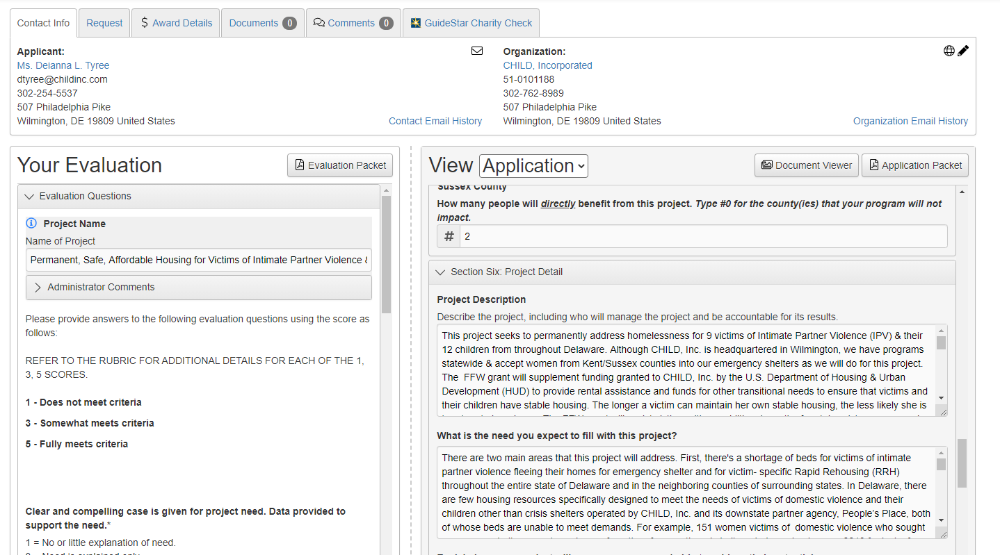 Contact Info
Request
$ Award Details
Documents 0
Comments 0
GuideStar Charity Check
Applicant:
Ms. Deianna L. Tyree
dtyree@childinc.com
302-254-5537
507 Philadelphia Pike
Wilmington, DE 19809 United States
Contact Email History
Organization:
CHILD, Incorporated
51-0101188
302-762-8989
507 Philadelphia Pike
Wilmington, DE 19809 United States
Organization Email History
Your Evaluation
Evaluation Packet
Evaluation Questions
Project Name
Name of Project
Permanent, Safe, Affordable Housing for Victims of Intimate Partner Violence &
Administrator Comments
Please provide answers to the following evaluation questions using the score as
follows:
REFER TO THE RUBRIC FOR ADDITIONAL DETAILS FOR EACH OF THE 1,
3, 5 SCORES.
1 - Does not meet criteria
3 - Somewhat meets criteria
5 - Fully meets criteria
Clear and compelling case is given for project need. Data provided to
support the need.*
1 = No or little explanation of need.
View Application
Document Viewer
Application Packet
Sussex County
How many people will directly benefit from this project. Type #0 for the county(ies) that your program will not
impact.
# 2
Section Six: Project Detail
Project Description
Describe the project, including who will manage the project and be accountable for its results.
This project seeks to permanently address homelessness for 9 victims of Intimate Partner Violence (IPV) & their
12 children from throughout Delaware. Although CHILD, Inc. is headquartered in Wilmington, we have programs
statewide & accept women from Kent/Sussex counties into our emergency shelters as we will do for this project.
The FFW grant will supplement funding granted to CHILD, Inc. by the U.S. Department of Housing & Urban
Development (HUD) to provide rental assistance and funds for other transitional needs to ensure that victims and
their children have stable housing. The longer a victim can maintain her own stable housing, the less likely she is
What is the need you expect to fill with this project?
There are two main areas that this project will address. First, there's a shortage of beds for victims of intimate
partner violence fleeing their homes for emergency shelter and for victim- specific Rapid Rehousing (RRH)
throughout the entire state of Delaware and in the neighboring counties of surrounding states. In Delaware, there
are few housing resources specifically designed to meet the needs of victims of domestic violence and their
children other than crisis shelters operated by CHILD, Inc. and its downstate partner agency, People's Place, both
of whose beds are unable to meet demands. For example, 151 women victims of domestic violence who sought